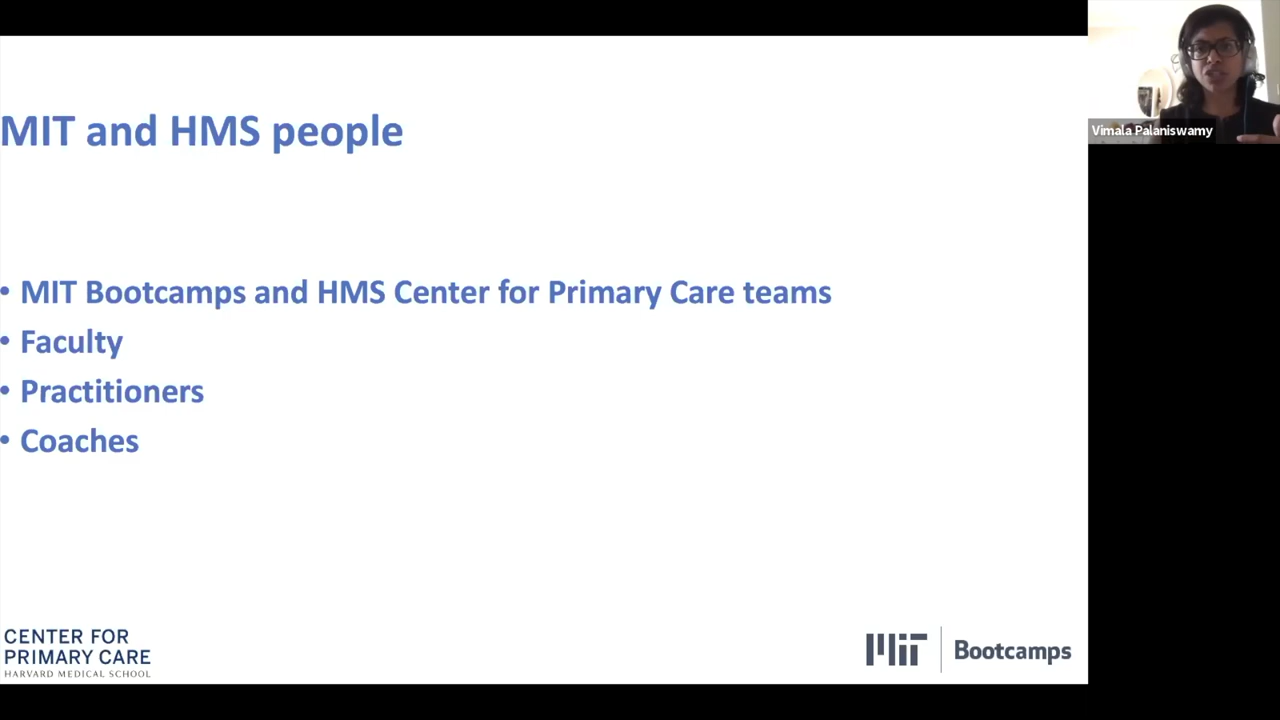 MIT and HMS people
• MIT Bootcamps and HMS Center for Primary Care teams
• Faculty
• Practitioners
• Coaches
CENTER FOR
PRIMARY CARE
HARVARD MEDICAL SCHOOL
MIT Bootcamps
Vimala Palaniswamy